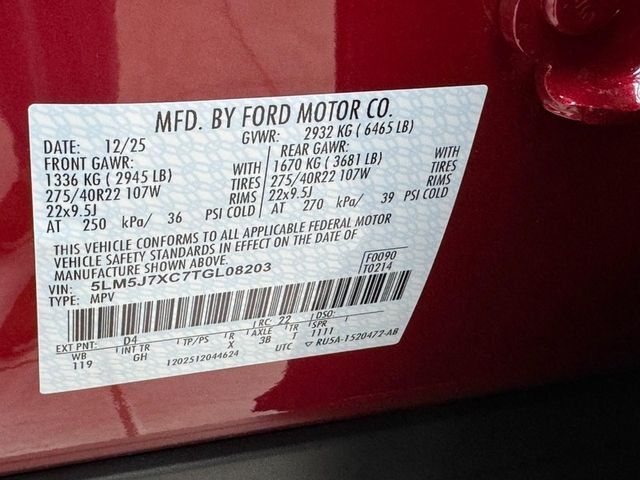 MFD. BY FORD MOTOR CO.
DATE: 12/25 GVWR: 2932 KG ( 6465 LB)
FRONT GAWR: REAR GAWR:
1336 KG ( 2945 LB) WITH 1670 KG ( 3681 LB) WITH
275/40R22 107W TIRES 275/40R22 107W TIRES
22x9.5J RIMS 22x9.5J RIMS
AT 250 kPa/ 36 PSI COLD AT 270 kPa/ 39 PSI COLD
THIS VEHICLE CONFORMS TO ALL APPLICABLE FEDERAL MOTOR
VEHICLE SAFETY STANDARDS IN EFFECT ON THE DATE OF
MANUFACTURE SHOWN ABOVE.
VIN: 5LM5J7XC7TGL08203 F0090
TYPE: MPV T0214
EXT PNT: D4 RC: 22 DSO:
WB INT TR TP/PS R AXLE TR SPR
119 GH X 3B 1111
1202512044624 UTC ▽ RU5A-1520472-AB